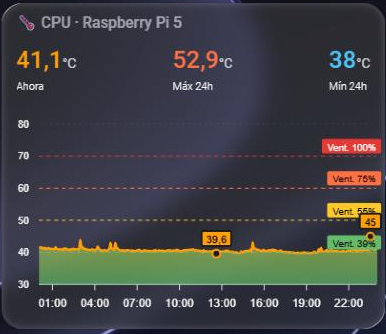 CPU · Raspberry Pi 5
41,1°C
52,9°C
38°C
Ahora
Máx 24h
Mín 24h
80
Vent. 100%
70
Vent. 75%
60
Vent. 55%
50
45
39,6
Vent. 39%
40
30
01:00 04:00 07:00 10:00 13:00 16:00 19:00 22:00